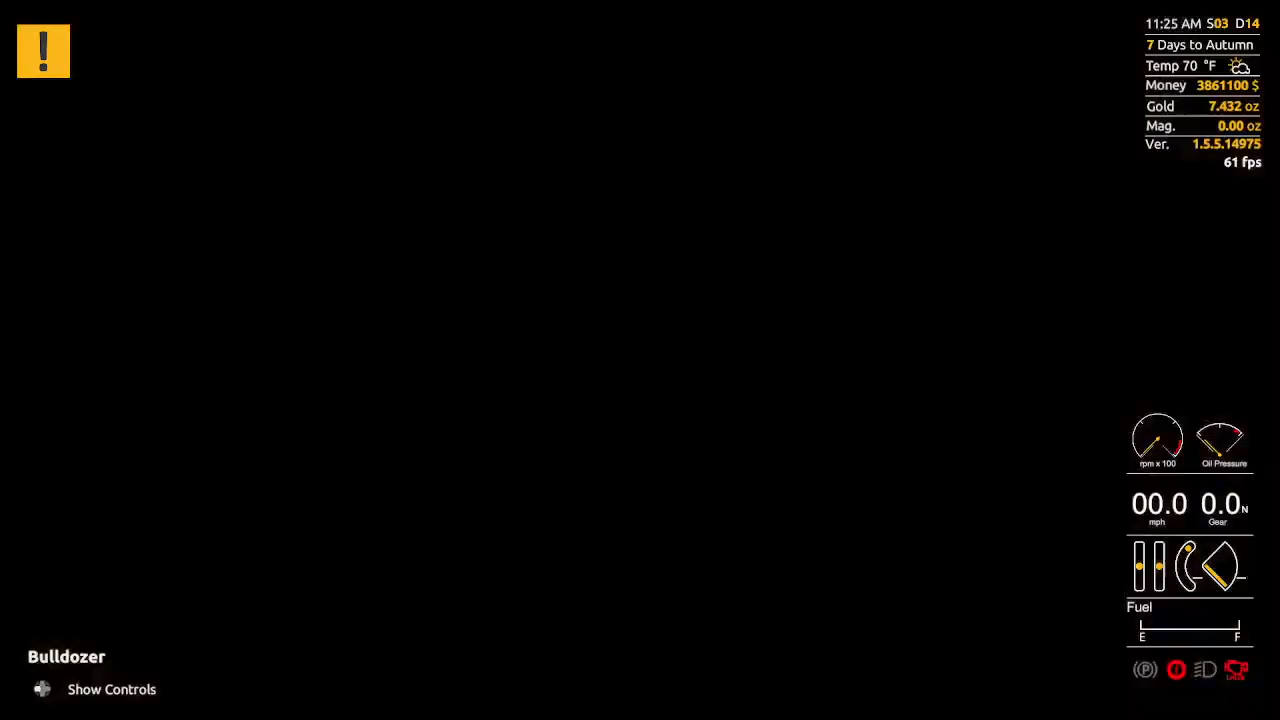 !
11:25 AM S03 D14
7 Days to Autumn
Temp 70 °F
Money 3861100 $
Gold 7.432 oz
Mag. 0.00 oz
Ver. 1.5.5.14975
61 fps
rpm x 100 Oil Pressure
00.0 0.0N
mph Gear
Fuel
E F
Bulldozer
Show Controls